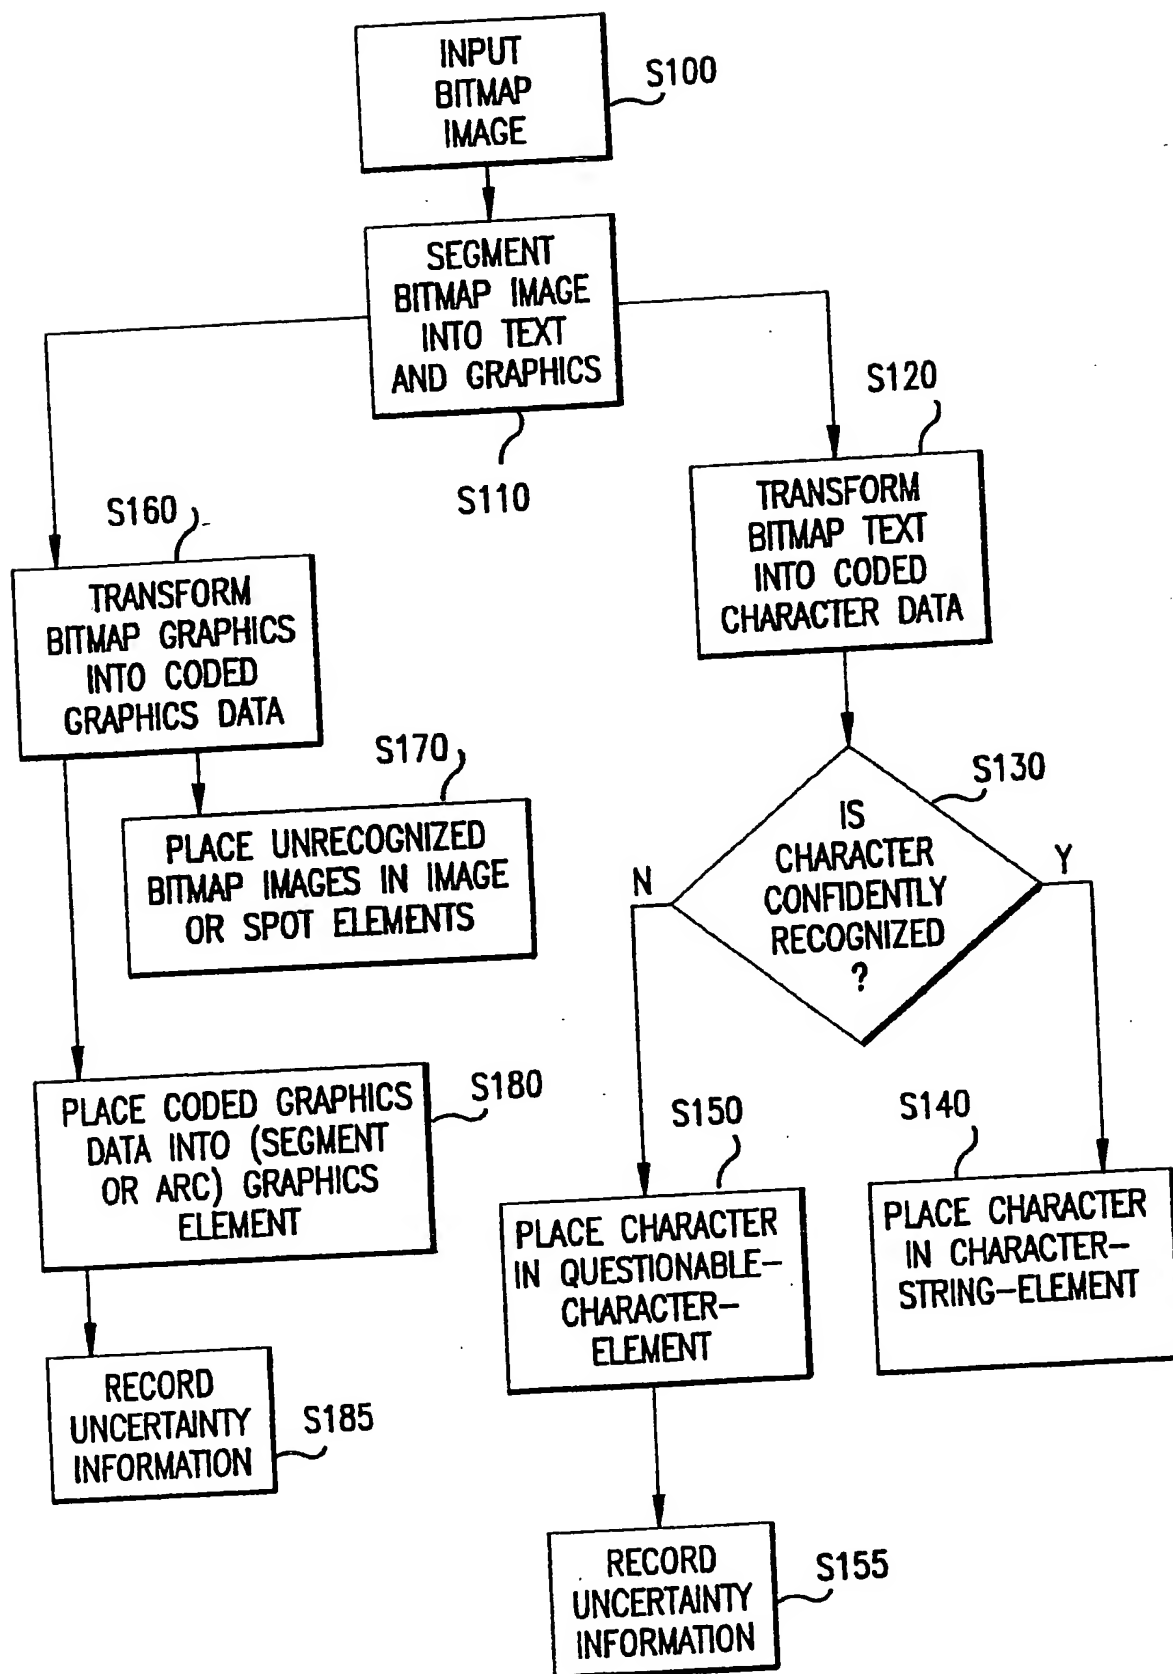 INPUT
BITMAP
IMAGE
S100
SEGMENT
BITMAP IMAGE
INTO TEXT
AND GRAPHICS
S110
S120
TRANSFORM
BITMAP TEXT
INTO CODED
CHARACTER DATA
S160
TRANSFORM
BITMAP GRAPHICS
INTO CODED
GRAPHICS DATA
S170
PLACE UNRECOGNIZED
BITMAP IMAGES IN IMAGE
OR SPOT ELEMENTS
S130
IS
CHARACTER
CONFIDENTLY
RECOGNIZED
?
N
Y
S180
PLACE CODED GRAPHICS
DATA INTO (SEGMENT
OR ARC) GRAPHICS
ELEMENT
S150
PLACE CHARACTER
IN QUESTIONABLE-
CHARACTER-
ELEMENT
S140
PLACE CHARACTER
IN CHARACTER-
STRING-ELEMENT
RECORD
UNCERTAINTY
INFORMATION
S185
RECORD
UNCERTAINTY
INFORMATION
S155